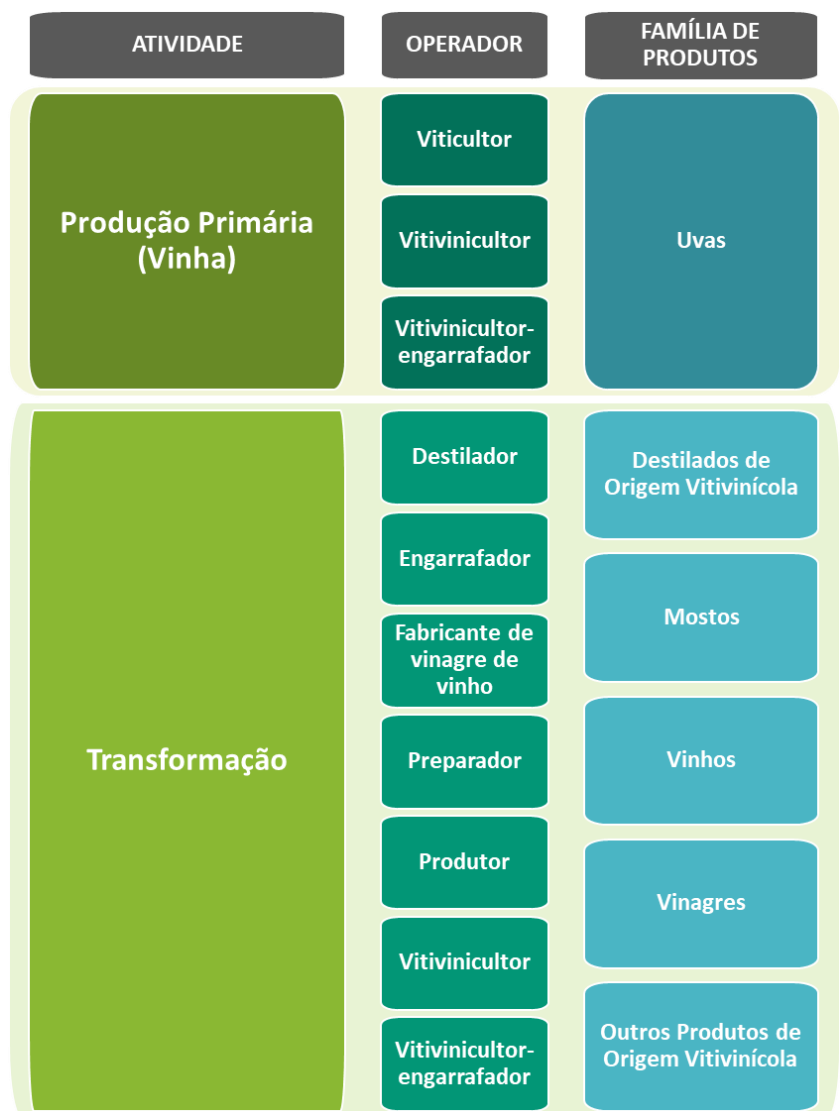 ATIVIDADE
OPERADOR
FAMÍLIA DE
PRODUTOS
Produção Primária
(Vinha)
Viticultor
Vitivinicultor
Vitivinicultor-
engarrafador
Uvas
Transformação
Destilador
Engarrafador
Fabricante de
vinagre de
vinho
Preparador
Produtor
Vitivinicultor
Vitivinicultor-
engarrafador
Destilados de
Origem Vitivinícola
Mostos
Vinhos
Vinagres
Outros Produtos de
Origem Vitivinícola